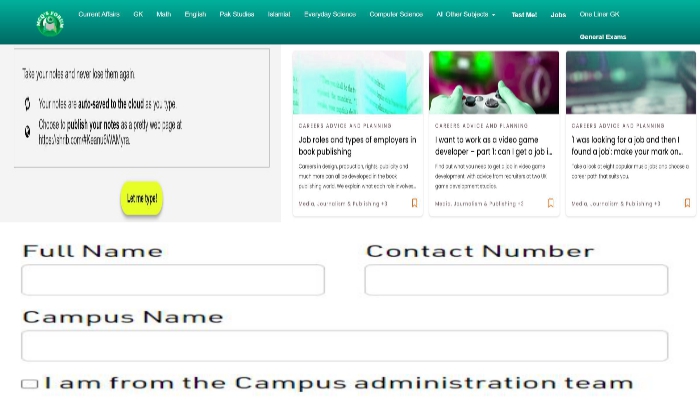 MCQ'S FORUM
Current Affairs GK Math English Pak Studies Islamiat Everyday Science Computer Science All Other Subjects Test Me! Jobs One Liner GK
General Exams
Take your notes and never lose them again.
Your notes are auto-saved to the cloud as you type.
Choose to publish your notes as a pretty web page at
Let me type!
CAREERS ADVICE AND PLANNING
Job roles and types of employers in
book publishing
Careers in design, production, rights, publicity and
much more can all be developed in the book
publishing world. We explain what each role involves...
Media, Journalism & Publishing +3
CAREERS ADVICE AND PLANNING
I want to work as a video game
developer – part 1: can I get a job i...
Find out what you need to get a job in video game
development, with advice from recruiters at two UK
game development studios.
Media, Journalism & Publishing +3
CAREERS ADVICE AND PLANNING
'I was looking for a job and then I
found a job': make your mark on...
Take a look at eight popular music jobs and choose a
career path that suits you.
Media, Journalism & Publishing +3
Full Name
Contact Number
Campus Name
I am from the Campus administration team